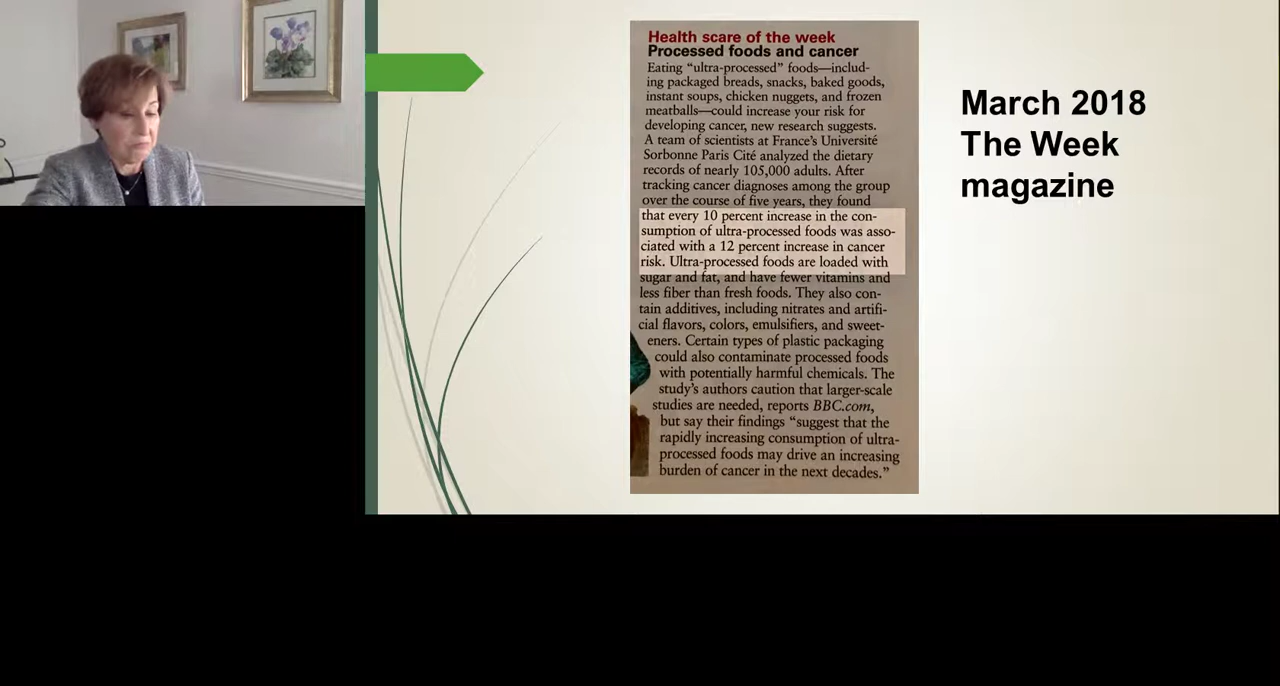 Health scare of the week
Processed foods and cancer
Eating “ultra-processed” foods—includ-
ing packaged breads, snacks, baked goods,
instant soups, chicken nuggets, and frozen
meatballs—could increase your risk for
developing cancer, new research suggests.
A team of scientists at France’s Université
Sorbonne Paris Cité analyzed the dietary
records of nearly 105,000 adults. After
tracking cancer diagnoses among the group
over the course of five years, they found
that every 10 percent increase in the con-
sumption of ultra-processed foods was asso-
ciated with a 12 percent increase in cancer
risk. Ultra-processed foods are loaded with
sugar and fat, and have fewer vitamins and
less fiber than fresh foods. They also con-
tain additives, including nitrates and artifi-
cial flavors, colors, emulsifiers, and sweet-
eners. Certain types of plastic packaging
could also contaminate processed foods
with potentially harmful chemicals. The
study’s authors caution that larger-scale
studies are needed, reports BBC.com,
but say their findings “suggest that the
rapidly increasing consumption of ultra-
processed foods may drive an increasing
burden of cancer in the next decades.”
March 2018
The Week
magazine